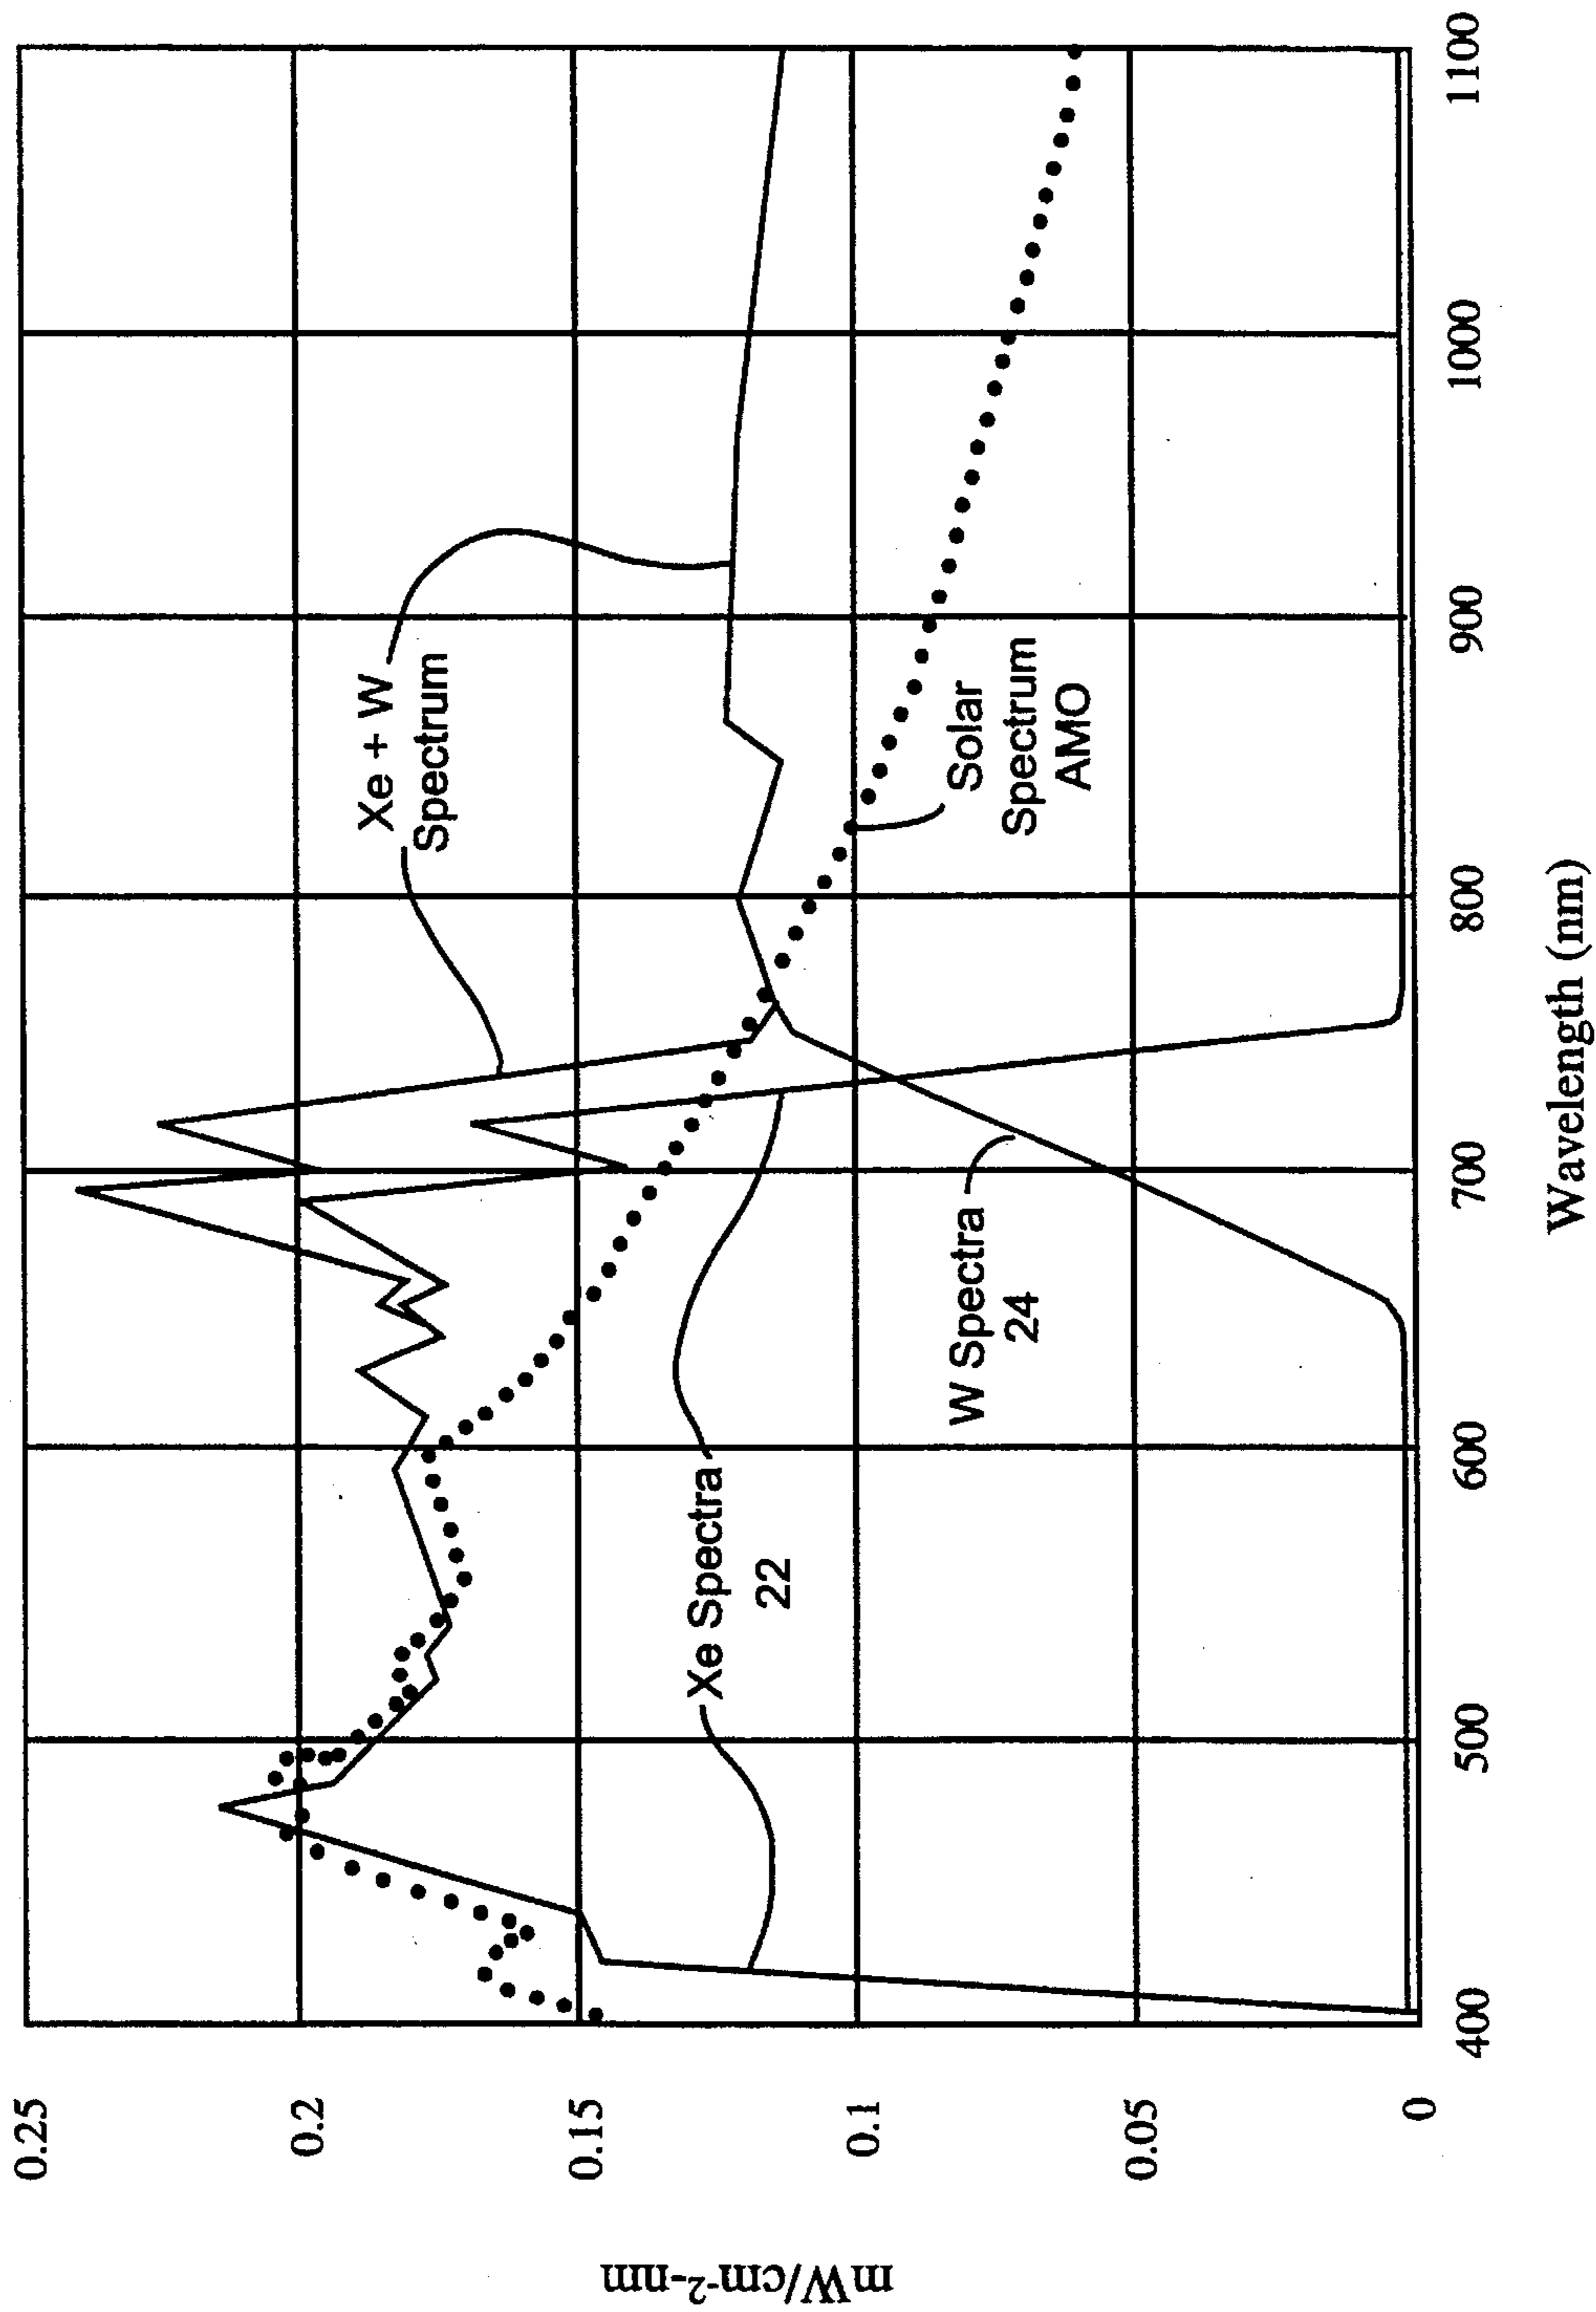 0.25
0.2
0.15
0.1
0.05
0
mW/cm-2-nm
400
500
600
700
800
900
1000
1100
Wavelength (nm)
Xe + W
Spectrum
Solar
Spectrum
AMO
Xe Spectra
22
W Spectra
24